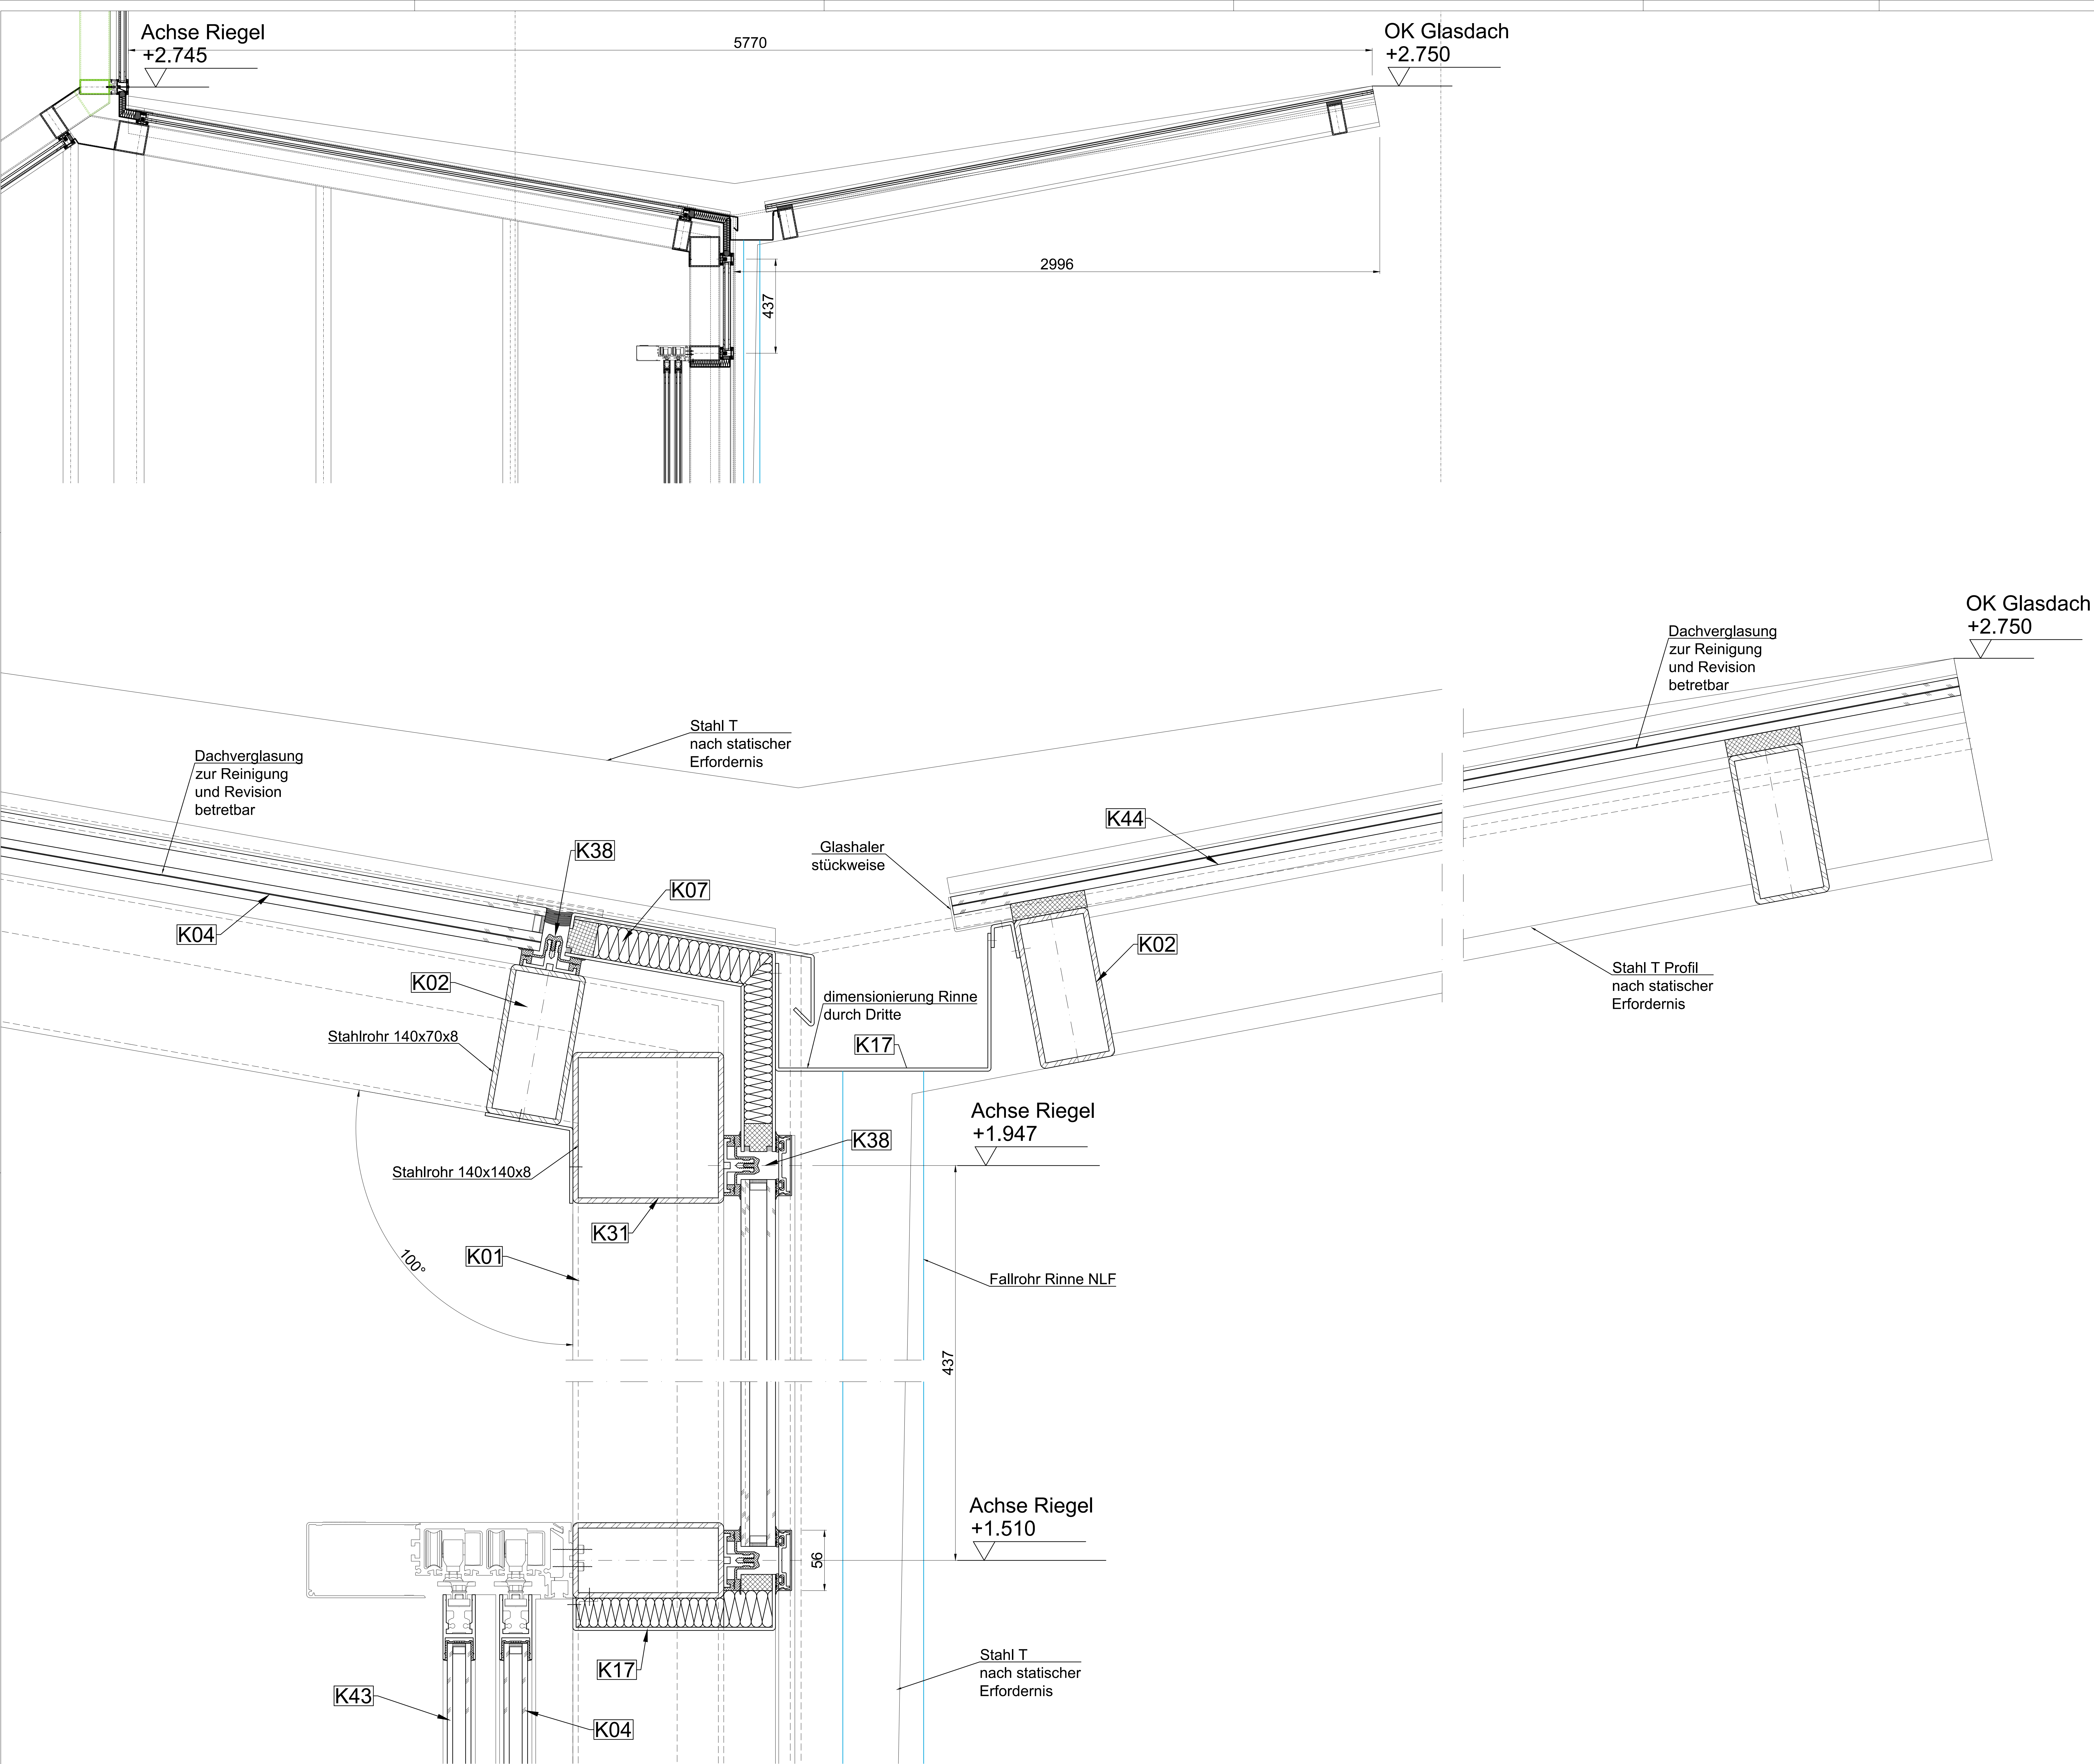 Achse Riegel
+2.745
5770
OK Glasdach
+2.750
2996
437
OK Glasdach
+2.750
Dachverglasung
zur Reinigung
und Revision
betretbar
Stahl T
nach statischer
Erfordernis
Dachverglasung
zur Reinigung
und Revision
betretbar
K44
K38
Glashaler
stückweise
K07
K04
K02
K02
Stahl T Profil
nach statischer
Erfordernis
dimensionierung Rinne
durch Dritte
Stahlrohr 140x70x8
K17
Achse Riegel
+1.947
K38
Stahlrohr 140x140x8
K31
K01
100°
Fallrohr Rinne NLF
437
Achse Riegel
+1.510
56
Stahl T
nach statischer
Erfordernis
K17
K43
K04